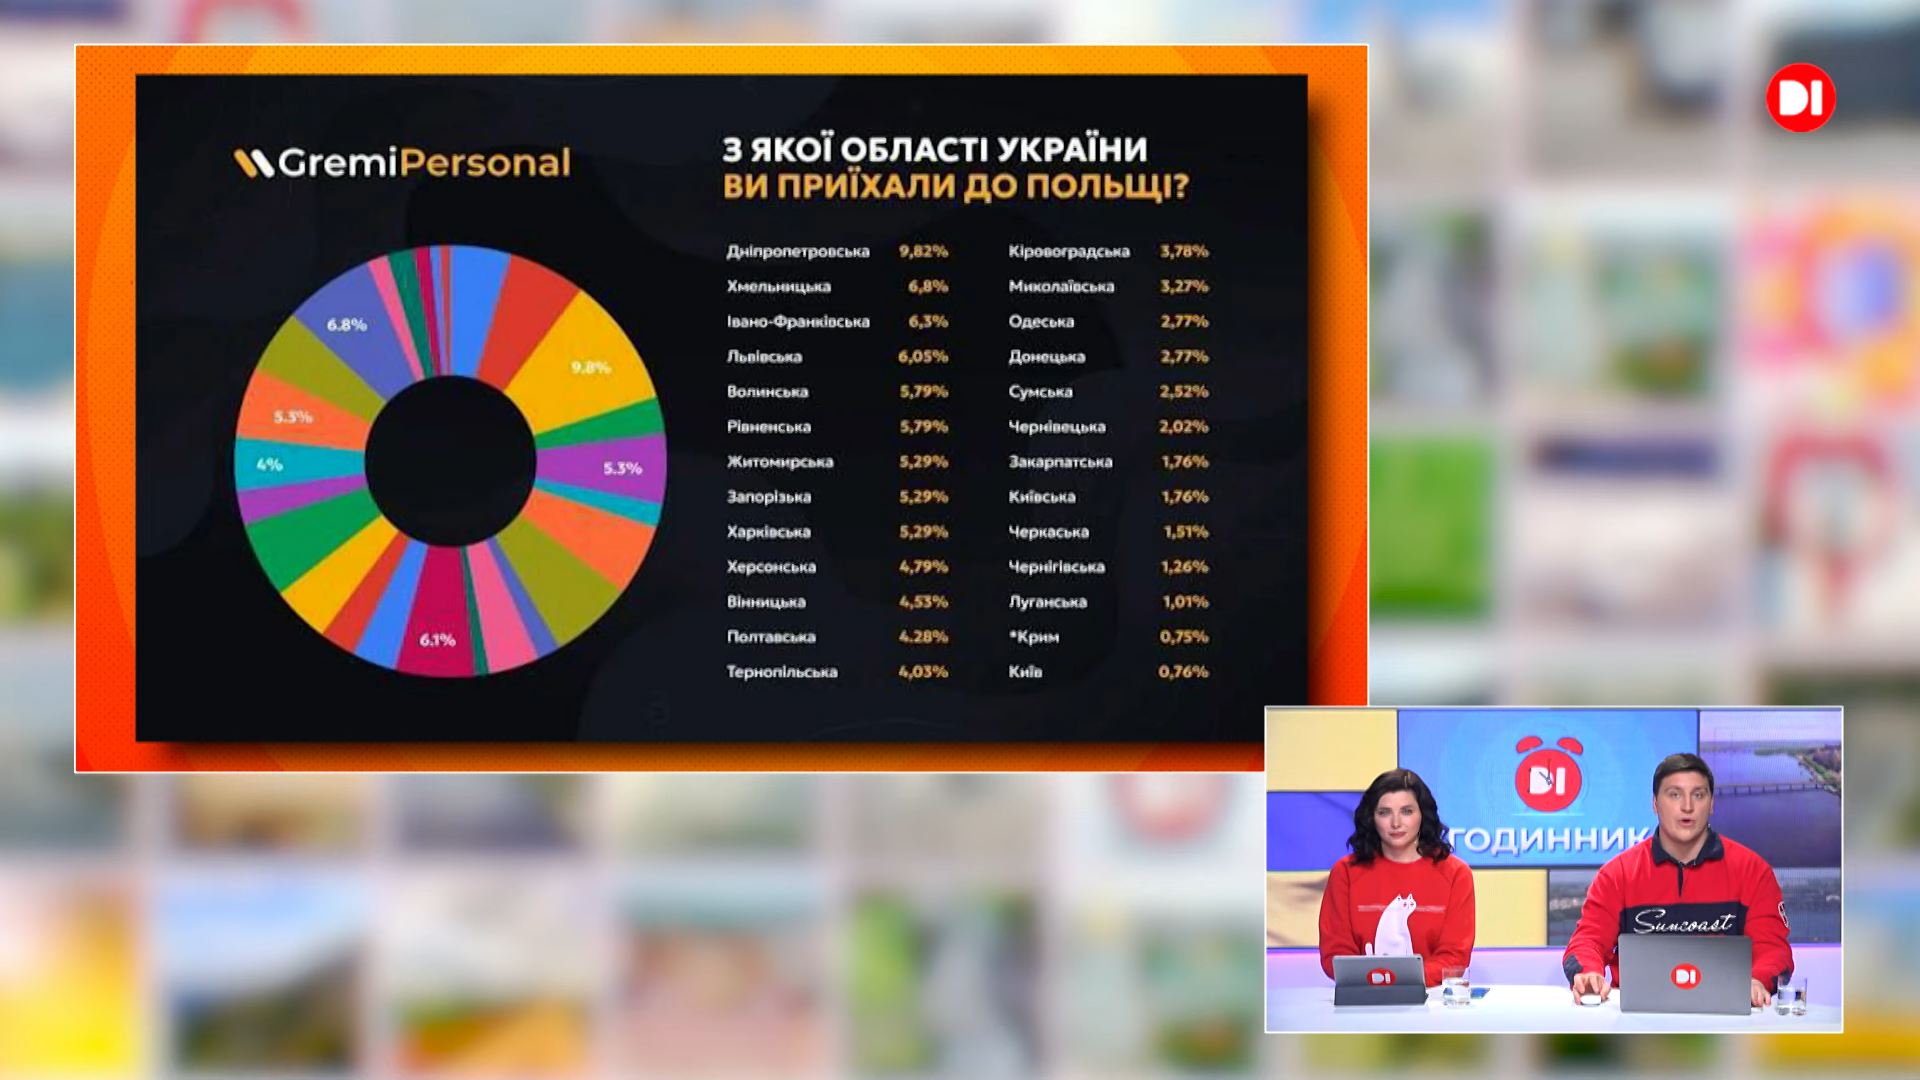 GremiPersonal
З ЯКОЇ ОБЛАСТІ УКРАЇНИ
ВИ ПРИЇХАЛИ ДО ПОЛЬЩІ?
6.8%
9.8%
5.3%
4%
5.3%
6.1%
Дніпропетровська 9,82%
Хмельницька 6,8%
Івано-Франківська 6,3%
Львівська 6,05%
Волинська 5,79%
Рівненська 5,79%
Житомирська 5,29%
Запорізька 5,29%
Харківська 5,29%
Херсонська 4,79%
Вінницька 4,53%
Полтавська 4.28%
Тернопільська 4,03%
Кіровоградська 3,78%
Миколаївська 3,27%
Одеська 2,77%
Донецька 2,77%
Сумська 2,52%
Чернівецька 2,02%
Закарпатська 1,76%
Київська 1,76%
Черкаська 1,51%
Чернігівська 1,26%
Луганська 1,01%
*Крим 0,75%
Київ 0,76%
DI
DI
ГОДИННИК
Suncoast
DI
DI